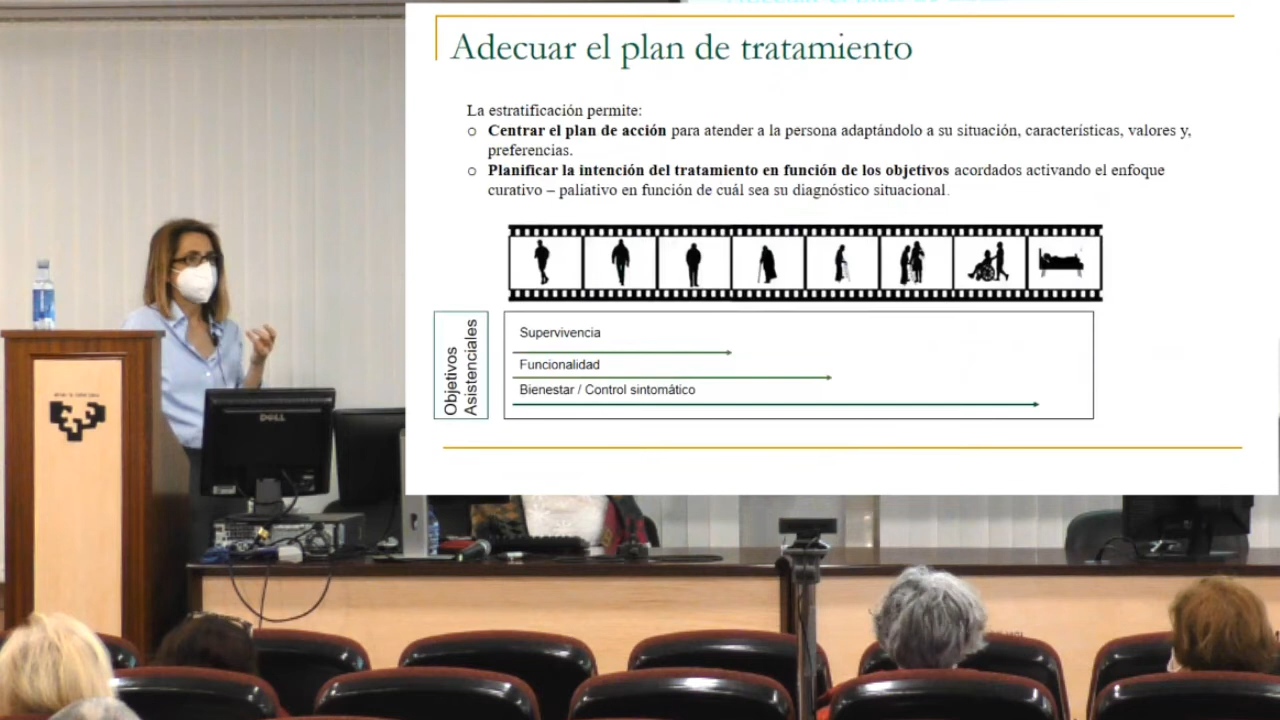 Adecuar el plan de tratamiento
La estratificación permite:
o Centrar el plan de acción para atender a la persona adaptándolo a su situación, características, valores y,
preferencias.
o Planificar la intención del tratamiento en función de los objetivos acordados activando el enfoque
curativo – paliativo en función de cuál sea su diagnóstico situacional.
Objetivos
Asistenciales
Supervivencia
Funcionalidad
Bienestar / Control sintomático
DELL